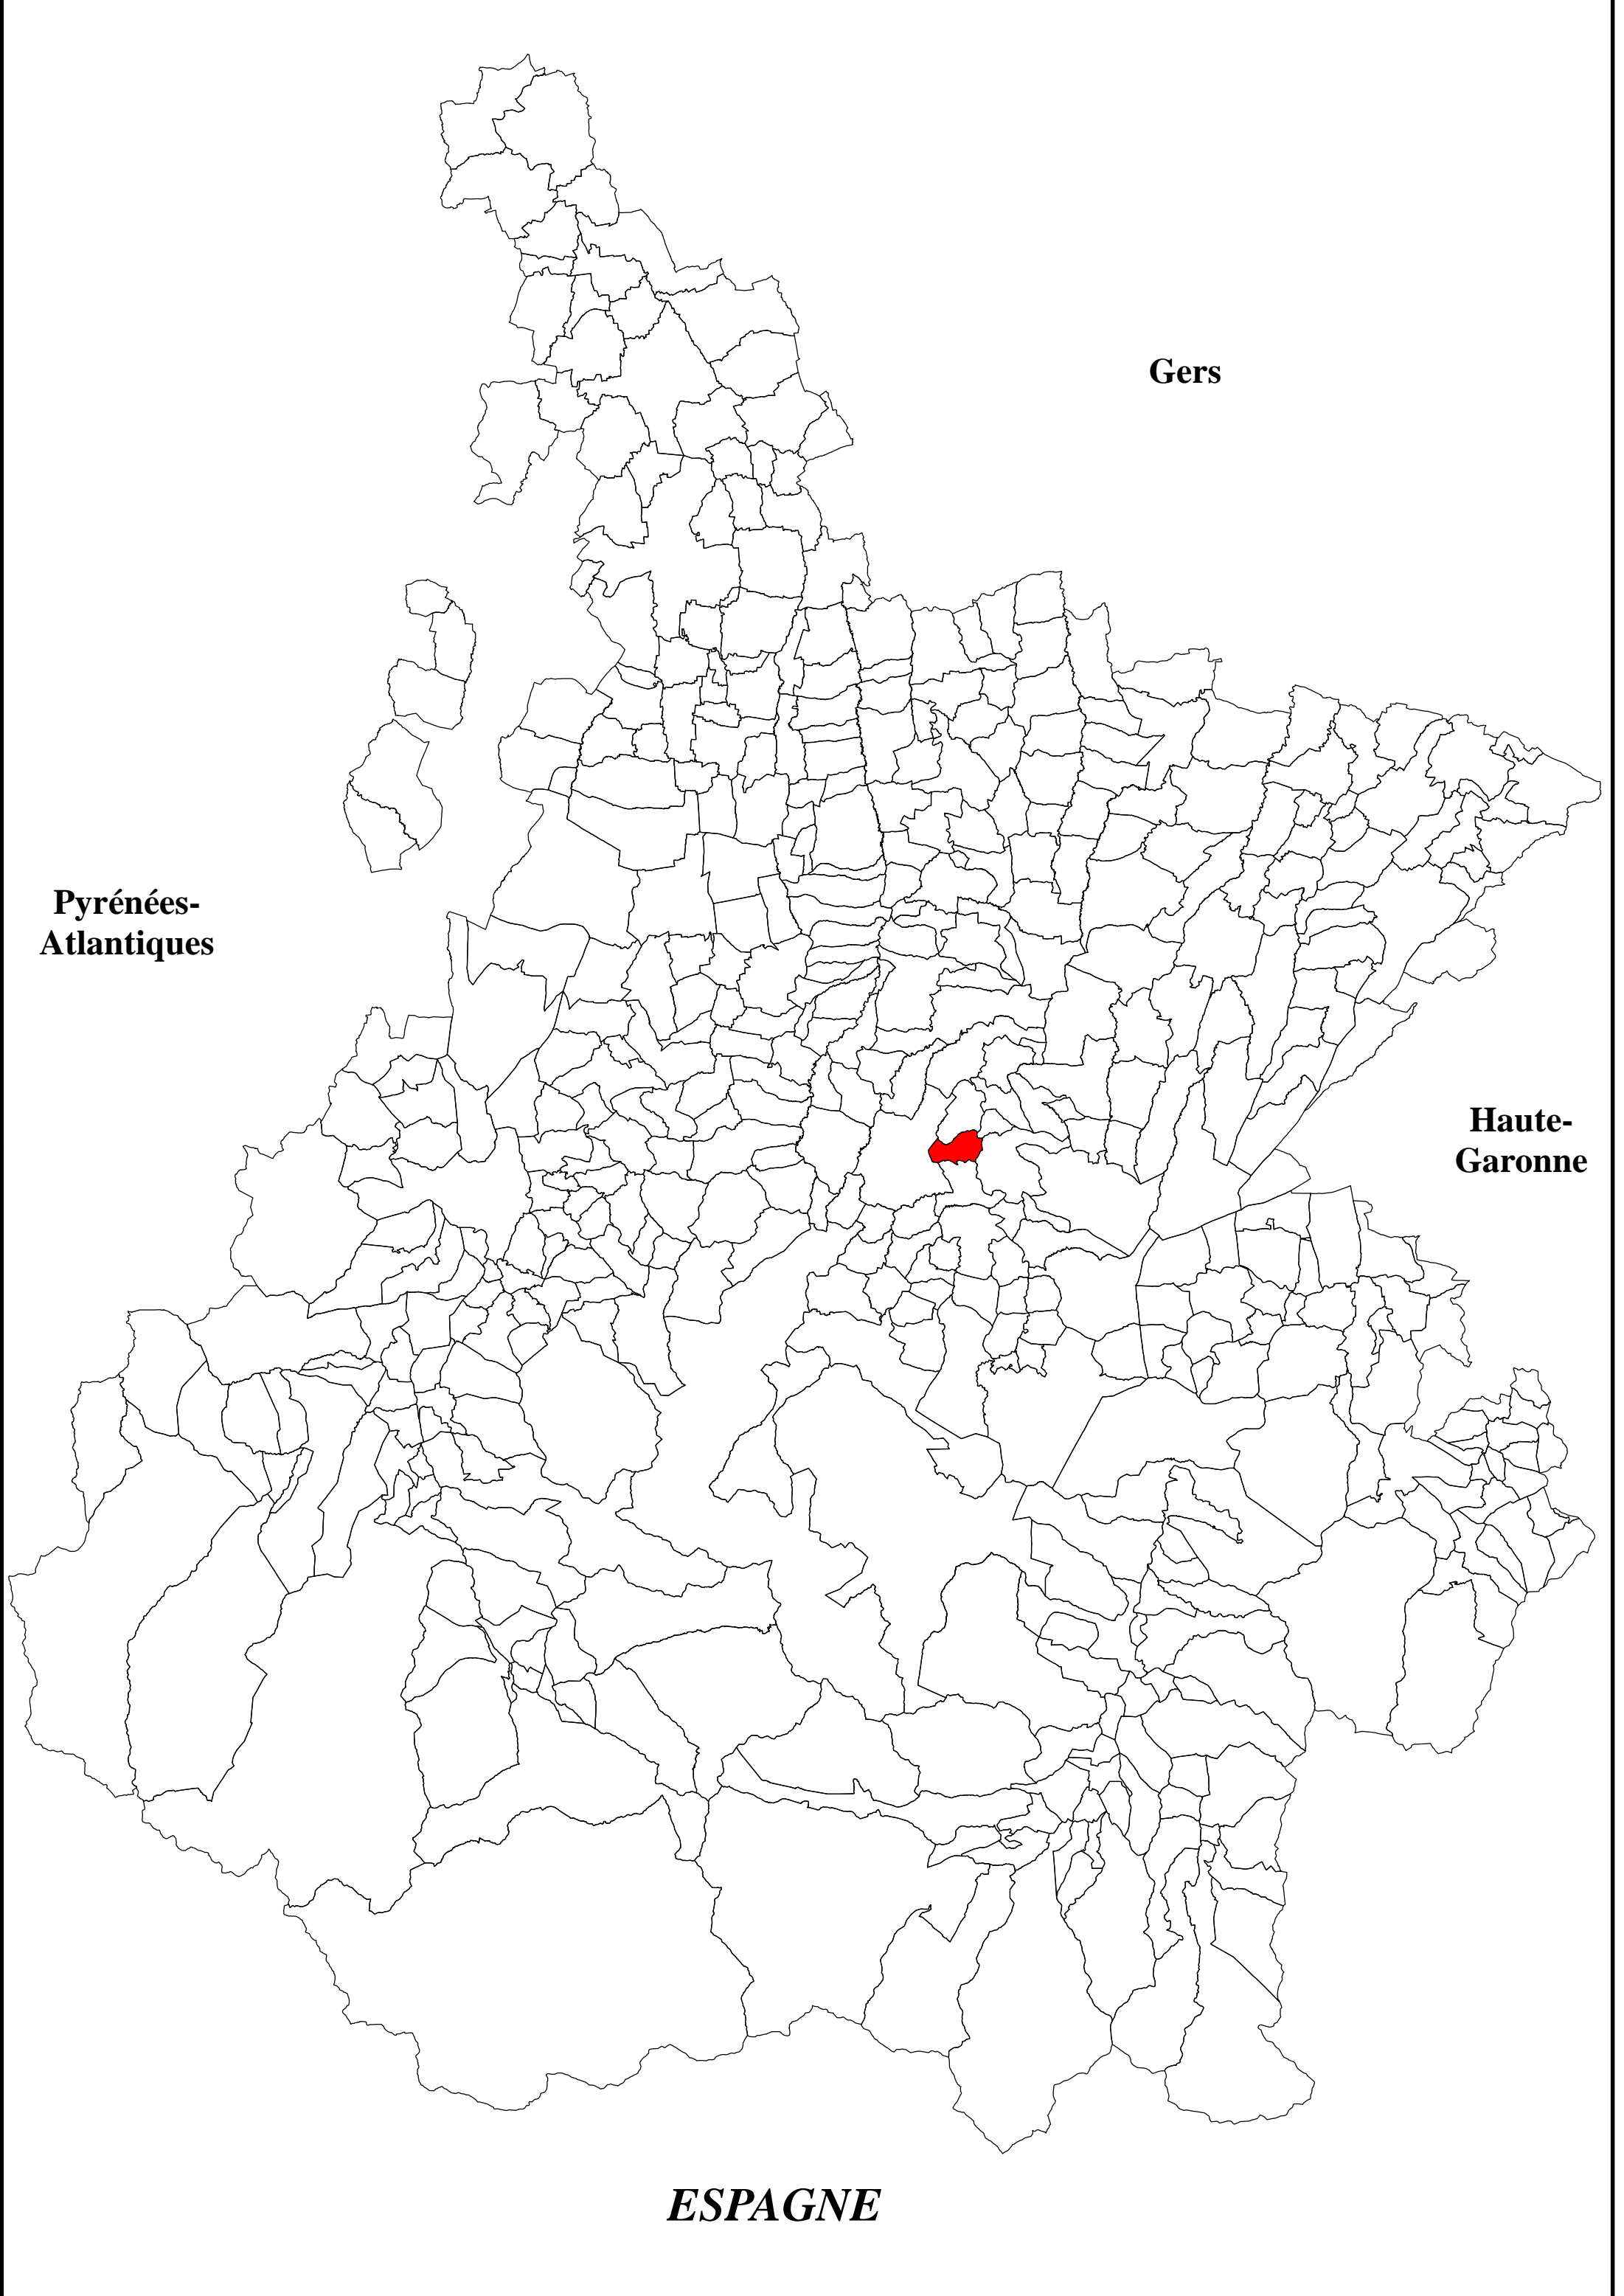 Gers
Pyrénées-
Atlantiques
Haute-
Garonne
ESPAGNE